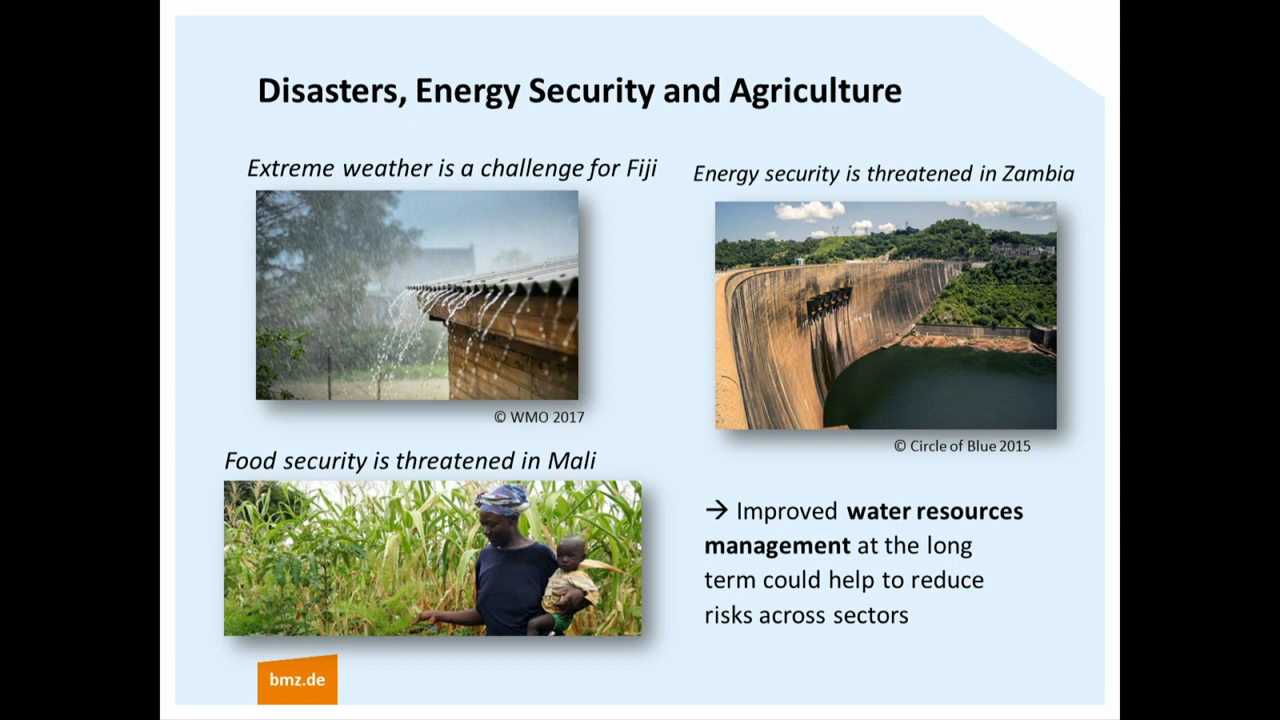 Disasters, Energy Security and Agriculture
Extreme weather is a challenge for Fiji
© WMO 2017
Energy security is threatened in Zambia
© Circle of Blue 2015
Food security is threatened in Mali
→ Improved water resources
management at the long
term could help to reduce
risks across sectors
bmz.de